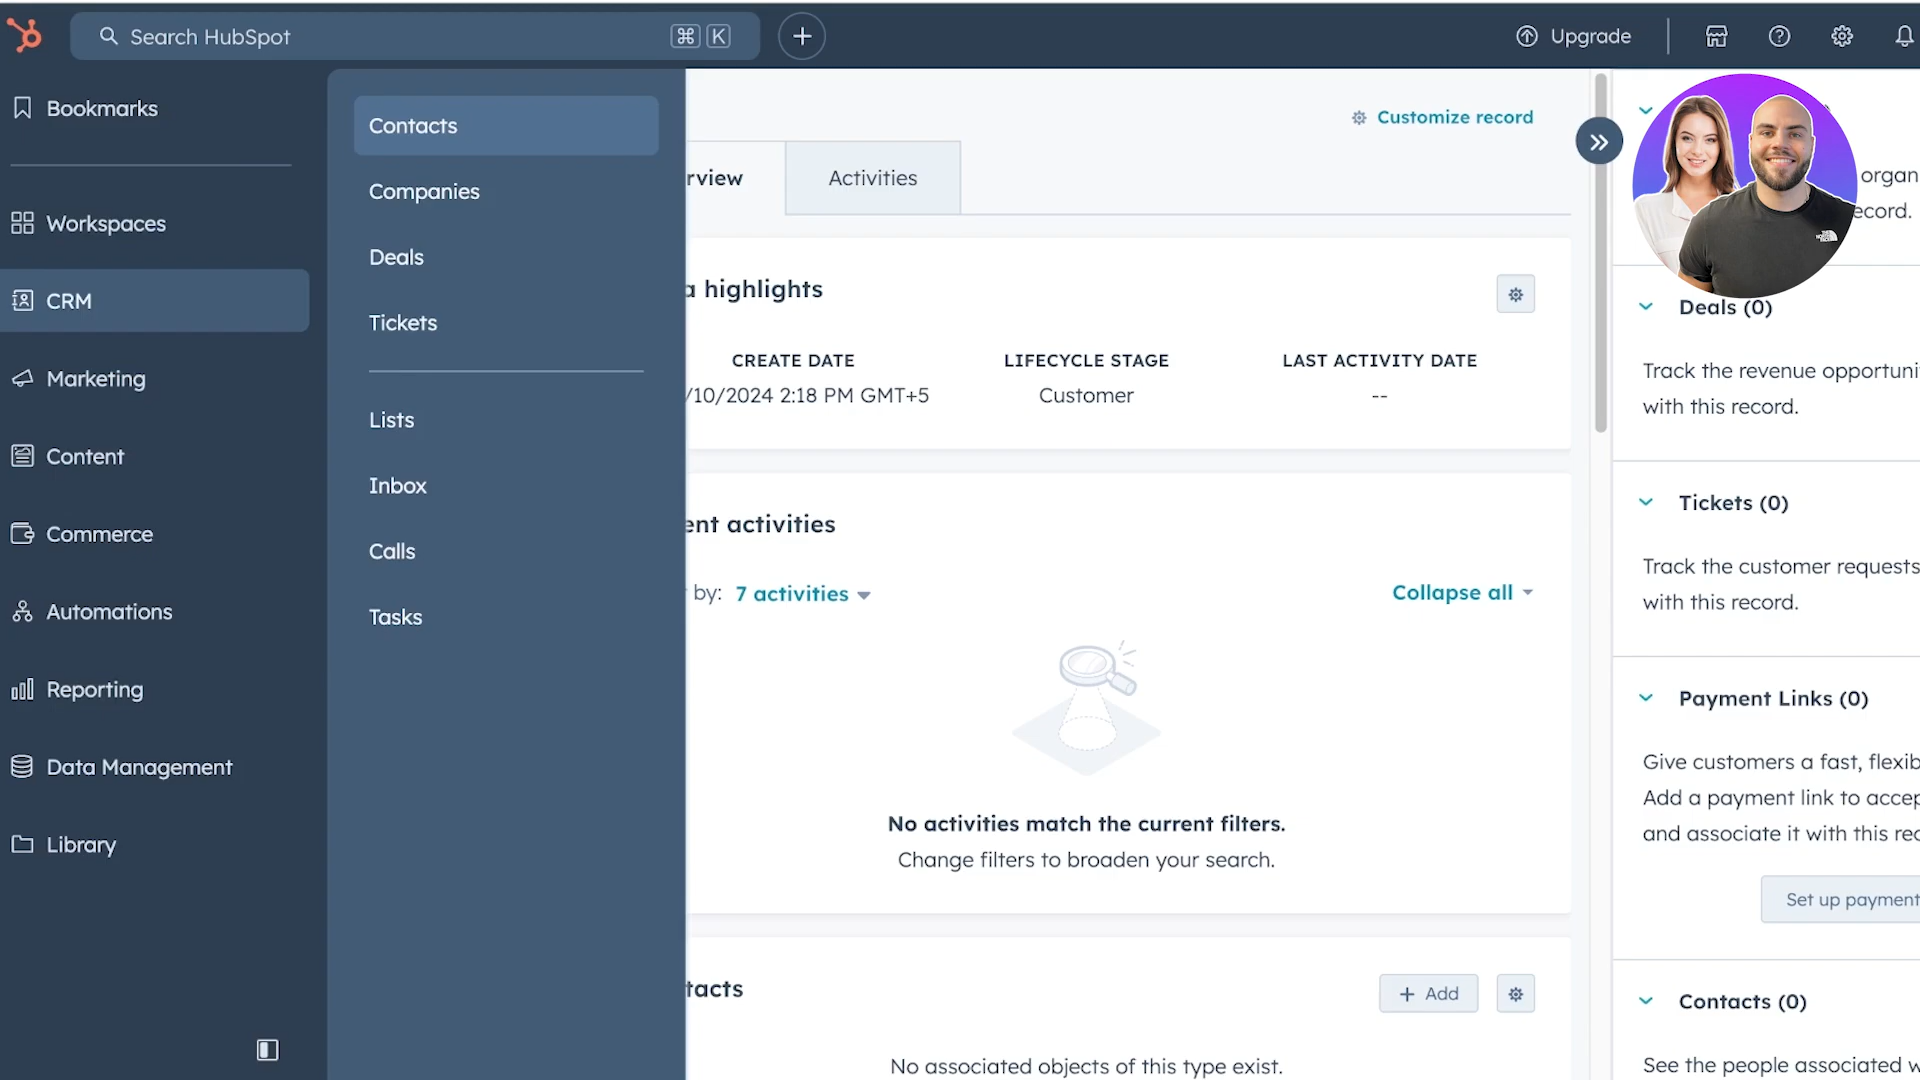 Search HubSpot
⌘ K
Upgrade
Bookmarks
Workspaces
CRM
Marketing
Content
Commerce
Automations
Reporting
Data Management
Library
Contacts
Companies
Deals
Tickets
Lists
Inbox
Calls
Tasks
Customize record
rview
Activities
a highlights
CREATE DATE
/10/2024 2:18 PM GMT+5
LIFECYCLE STAGE
Customer
LAST ACTIVITY DATE
--
ent activities
by: 7 activities
Collapse all
No activities match the current filters.
Change filters to broaden your search.
tacts
+ Add
No associated objects of this type exist.
organ
ecord.
THE NORTH FACE
Deals (0)
Track the revenue opportuni
with this record.
Tickets (0)
Track the customer requests
with this record.
Payment Links (0)
Give customers a fast, flexib
Add a payment link to accep
and associate it with this rec
Set up payment
Contacts (0)
See the people associated w